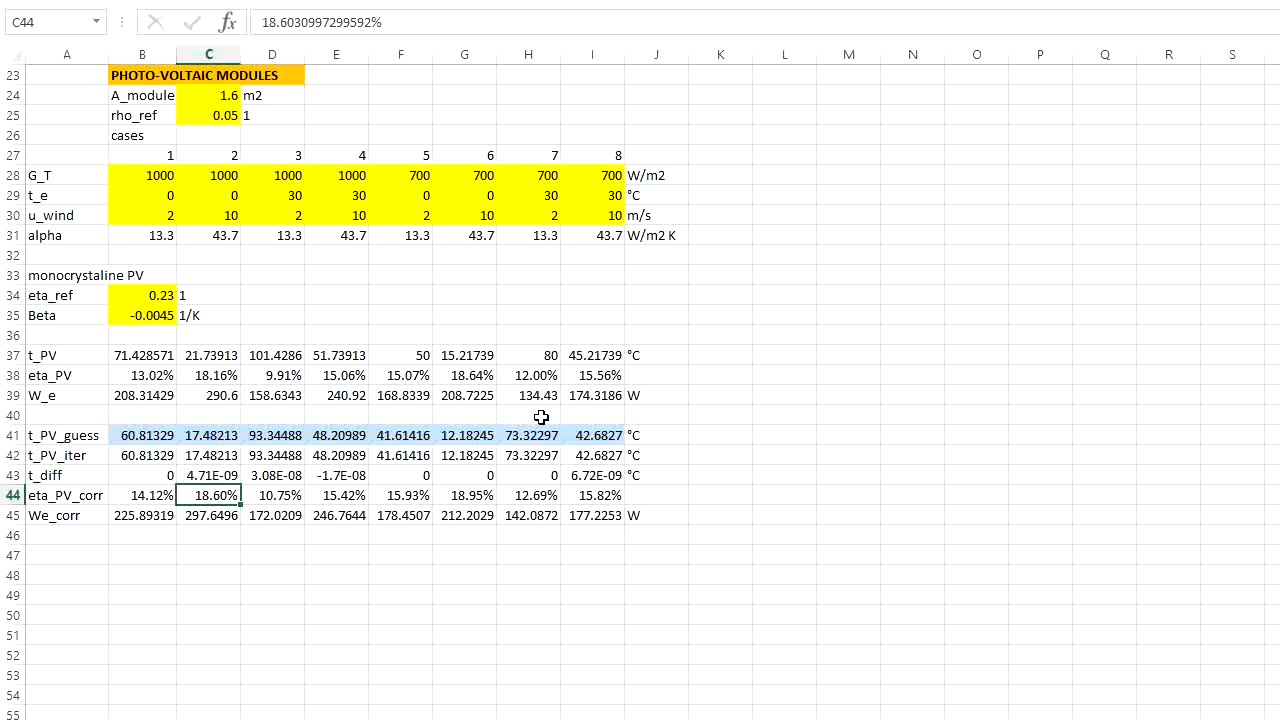 C44 fx 18.6030997299592%
A B C D E F G H I J K L M N O P Q R S
23 PHOTO-VOLTAIC MODULES
24 A_module 1.6 m2
25 rho_ref 0.05 1
26 cases
27 1 2 3 4 5 6 7 8
28 G_T 1000 1000 1000 1000 700 700 700 700 W/m2
29 t_e 0 0 30 30 0 0 30 30 °C
30 u_wind 2 10 2 10 2 10 2 10 m/s
31 alpha 13.3 43.7 13.3 43.7 13.3 43.7 13.3 43.7 W/m2 K
32
33 monocrystaline PV
34 eta_ref 0.23 1
35 Beta -0.0045 1/K
36
37 t_PV 71.428571 21.73913 101.4286 51.73913 50 15.21739 80 45.21739 °C
38 eta_PV 13.02% 18.16% 9.91% 15.06% 15.07% 18.64% 12.00% 15.56%
39 W_e 208.31429 290.6 158.6343 240.92 168.8339 208.7225 134.43 174.3186 W
40
41 t_PV_guess 60.81329 17.48213 93.34488 48.20989 41.61416 12.18245 73.32297 42.6827 °C
42 t_PV_iter 60.81329 17.48213 93.34488 48.20989 41.61416 12.18245 73.32297 42.6827 °C
43 t_diff 0 4.71E-09 3.08E-08 -1.7E-08 0 0 0 6.72E-09 °C
44 eta_PV_corr 14.12% 18.60% 10.75% 15.42% 15.93% 18.95% 12.69% 15.82%
45 We_corr 225.89319 297.6496 172.0209 246.7644 178.4507 212.2029 142.0872 177.2253 W
46
47
48
49
50
51
52
53
54
55